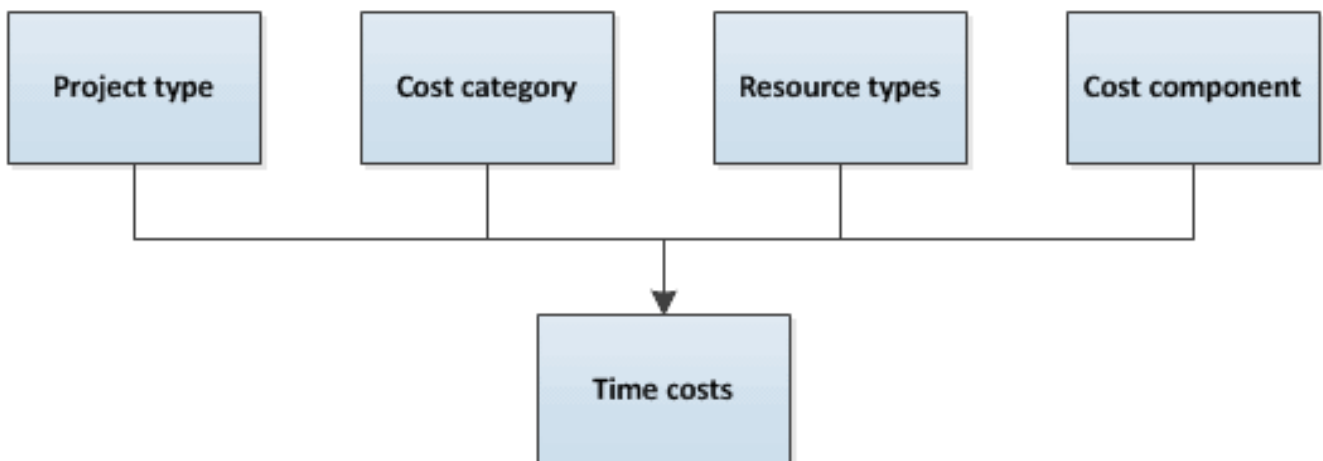 Project type
Cost category
Resource types
Cost component
Time costs